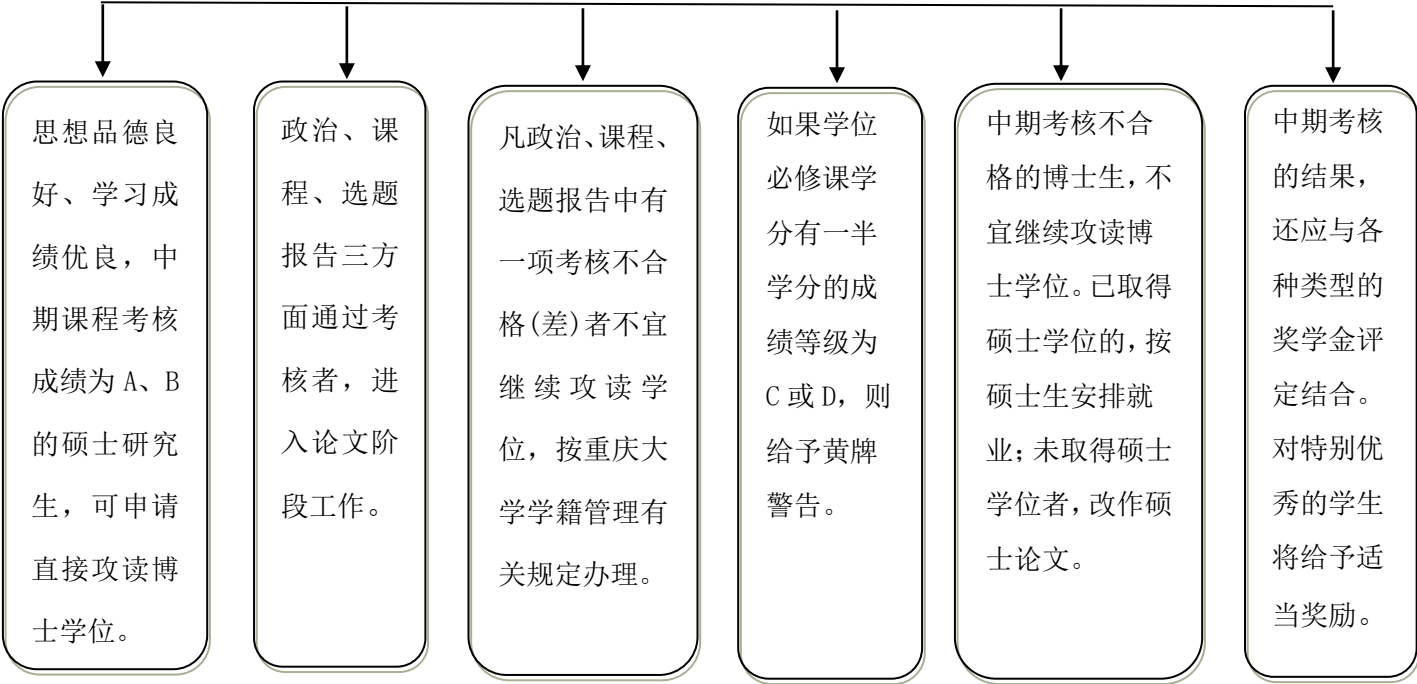 思想品德良
好、学习成
绩优良，中
期课程考核
成绩为 A、B
的硕士研究
生，可申请
直接攻读博
士学位。
政治、课
程、选题
报告三方
面通过考
核者，进
入论文阶
段工作。
凡政治、课程、
选题报告中有
一项考核不合
格(差)者不宜
继续攻读学
位，按重庆大
学学籍管理有
关规定办理。
如果学位
必修课学
分有一半
学分的成
绩等级为
C 或 D，则
给予黄牌
警告。
中期考核不合
格的博士生，不
宜继续攻读博
士学位。已取得
硕士学位的，按
硕士生安排就
业；未取得硕士
学位者，改作硕
士论文。
中期考核
的结果，
还应与各
种类型的
奖学金评
定结合。
对特别优
秀的学生
将给予适
当奖励。